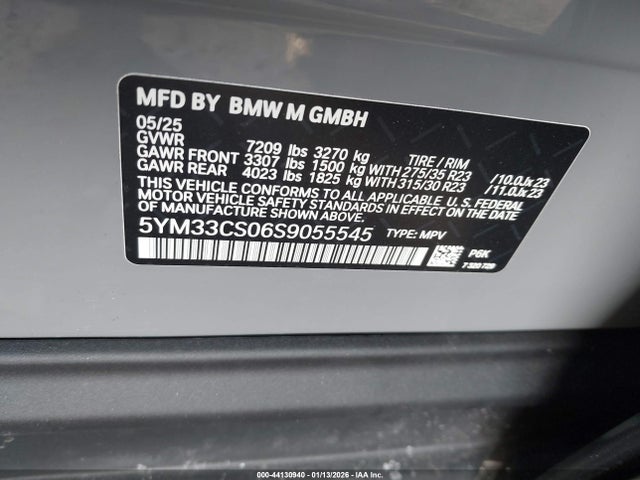 MFD BY BMW M GMBH
05/25
GVWR 7209 lbs 3270 kg TIRE / RIM
GAWR FRONT 3307 lbs 1500 kg WITH 275/35 R23 /10.0Jx23
GAWR REAR 4023 lbs 1825 kg WITH 315/30 R23 /11.0Jx23
THIS VEHICLE CONFORMS TO ALL APPLICABLE U.S. FEDERAL
MOTOR VEHICLE SAFETY STANDARDS
IN EFFECT ON THE DATE OF MANUFACTURE SHOWN ABOVE.
5YM33CS06S9055545 TYPE: MPV
P6K
7 323 728
000-44130940 - 01/13/2026 - IAA Inc.